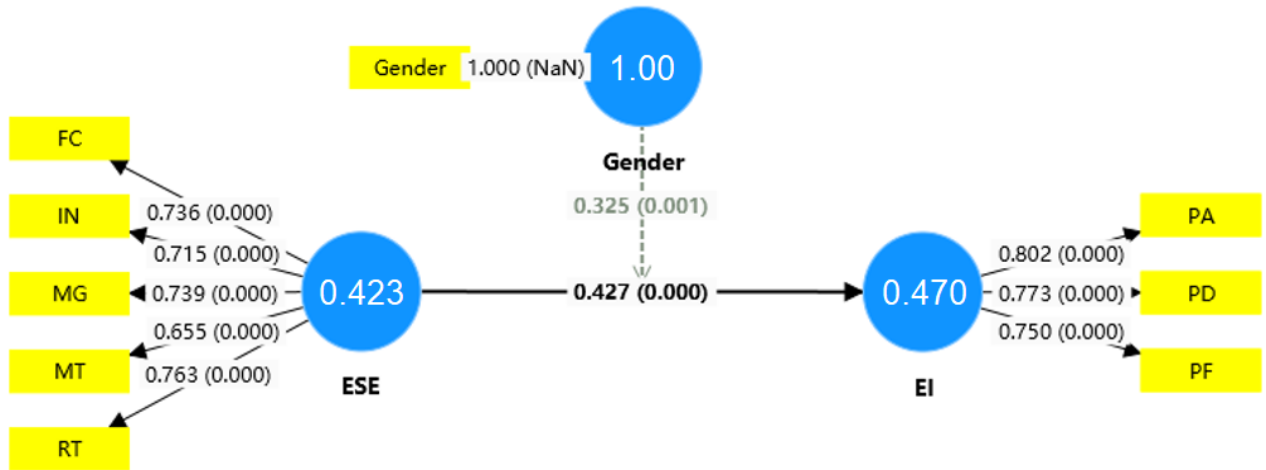 Gender 1.000 (NaN) 1.00
Gender
0.325 (0.001)
FC
IN
MG
MT
RT
0.736 (0.000)
0.715 (0.000)
0.739 (0.000)
0.655 (0.000)
0.763 (0.000)
0.423
ESE
0.427 (0.000)
0.470
EI
0.802 (0.000)
0.773 (0.000)
0.750 (0.000)
PA
PD
PF